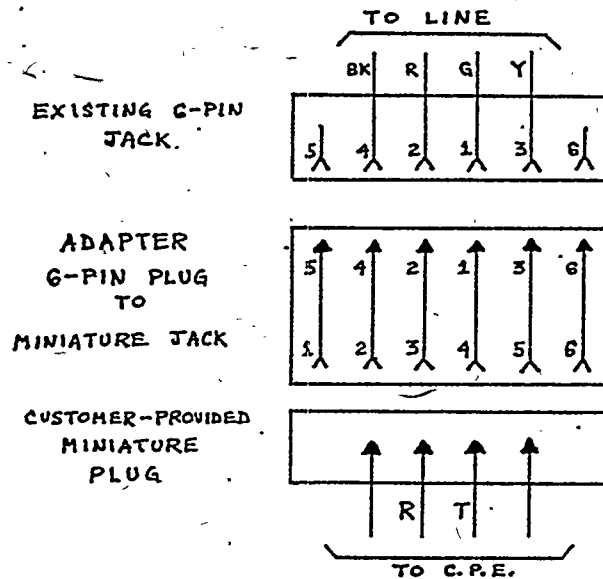 TO LINE
BK R G Y
EXISTING 6-PIN
JACK.
5 4 2 1 3 6
ADAPTER
6-PIN PLUG
TO
MINIATURE JACK
5 4 2 1 3 6
1 2 3 4 5 6
CUSTOMER-PROVIDED
MINIATURE
PLUG
R T
TO C.P.E.